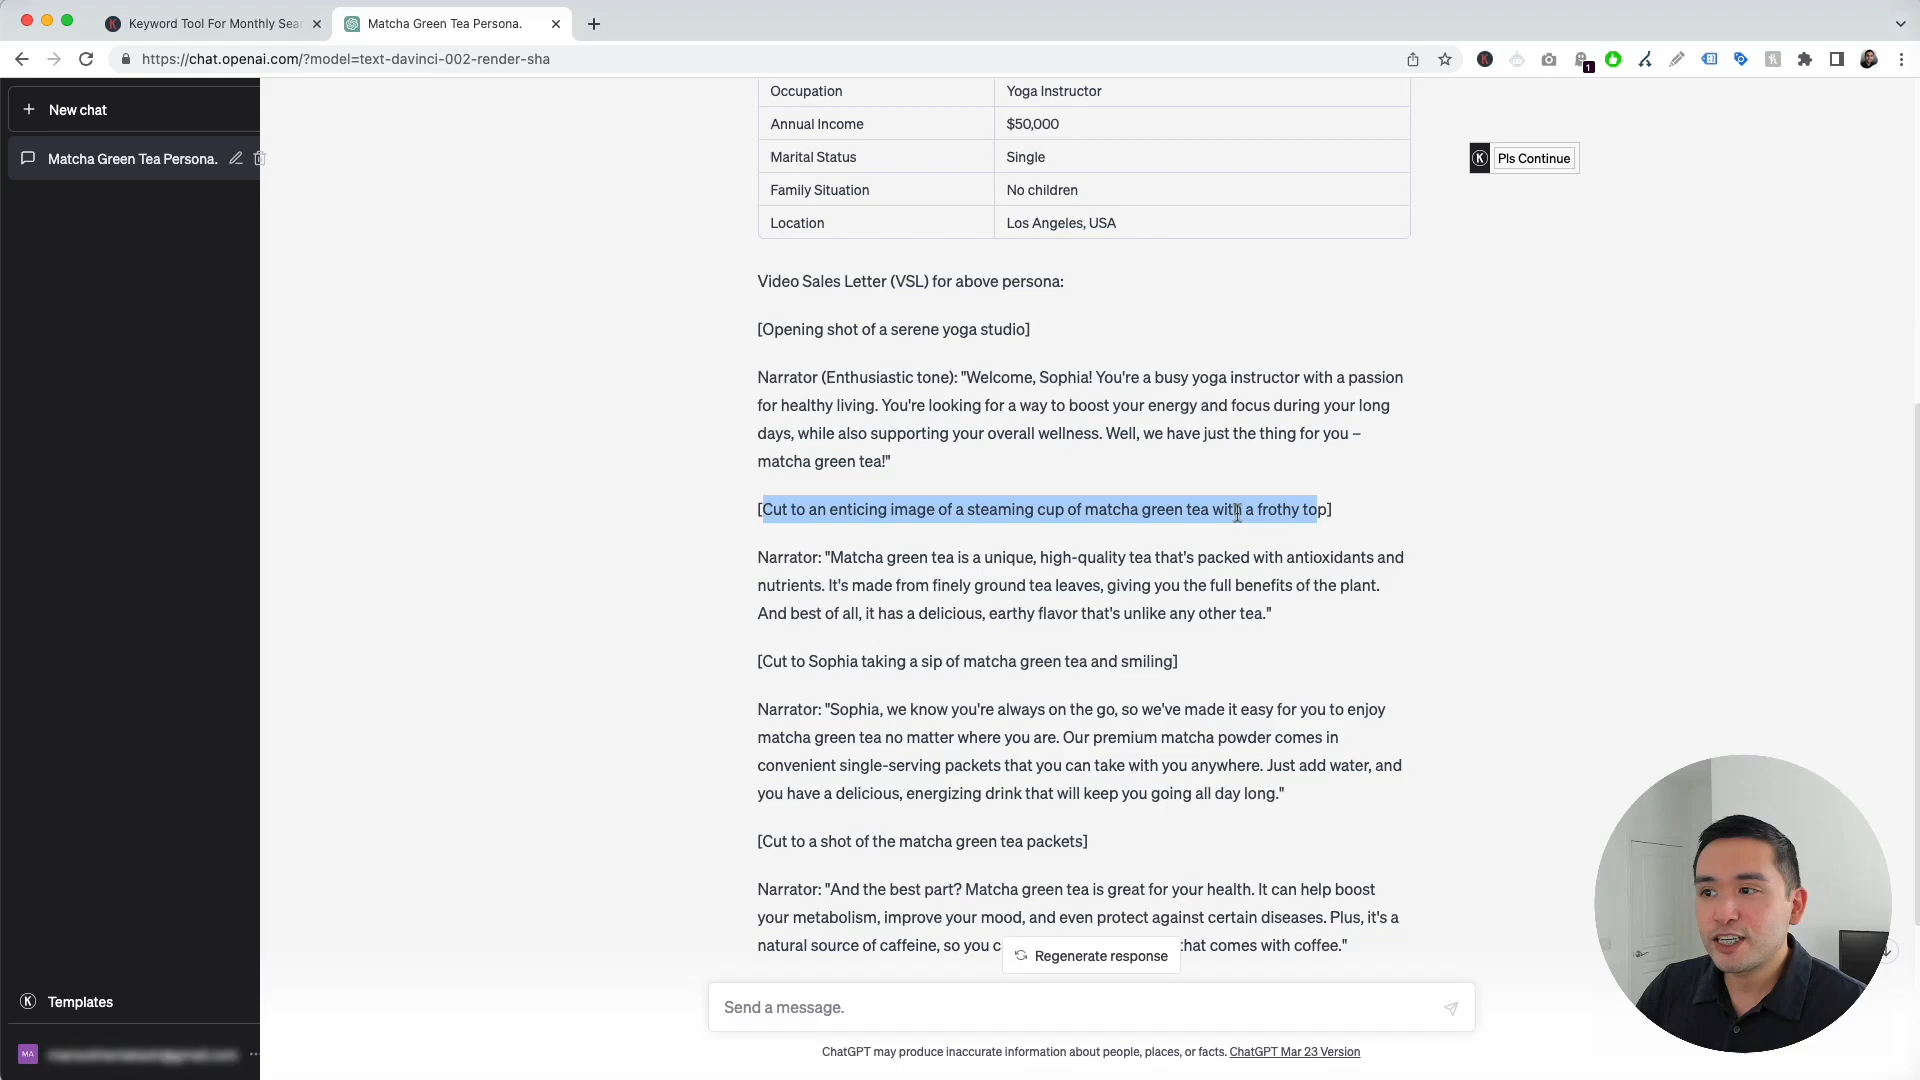 Keyword Tool For Monthly Sear
Matcha Green Tea Persona.
https://chat.openai.com/?model=text-davinci-002-render-sha
1
New chat
Matcha Green Tea Persona.
Occupation Yoga Instructor
Annual Income $50,000
Marital Status Single
Family Situation No children
Location Los Angeles, USA
K Pls Continue
Video Sales Letter (VSL) for above persona:
[Opening shot of a serene yoga studio]
Narrator (Enthusiastic tone): "Welcome, Sophia! You're a busy yoga instructor with a passion
for healthy living. You're looking for a way to boost your energy and focus during your long
days, while also supporting your overall wellness. Well, we have just the thing for you –
matcha green tea!"
[Cut to an enticing image of a steaming cup of matcha green tea with a frothy top]
Narrator: "Matcha green tea is a unique, high-quality tea that's packed with antioxidants and
nutrients. It's made from finely ground tea leaves, giving you the full benefits of the plant.
And best of all, it has a delicious, earthy flavor that's unlike any other tea."
[Cut to Sophia taking a sip of matcha green tea and smiling]
Narrator: "Sophia, we know you're always on the go, so we've made it easy for you to enjoy
matcha green tea no matter where you are. Our premium matcha powder comes in
convenient single-serving packets that you can take with you anywhere. Just add water, and
you have a delicious, energizing drink that will keep you going all day long."
[Cut to a shot of the matcha green tea packets]
Narrator: "And the best part? Matcha green tea is great for your health. It can help boost
your metabolism, improve your mood, and even protect against certain diseases. Plus, it's a
natural source of caffeine, so you c that comes with coffee."
Regenerate response
K Templates
Send a message.
MA
ChatGPT may produce inaccurate information about people, places, or facts. ChatGPT Mar 23 Version